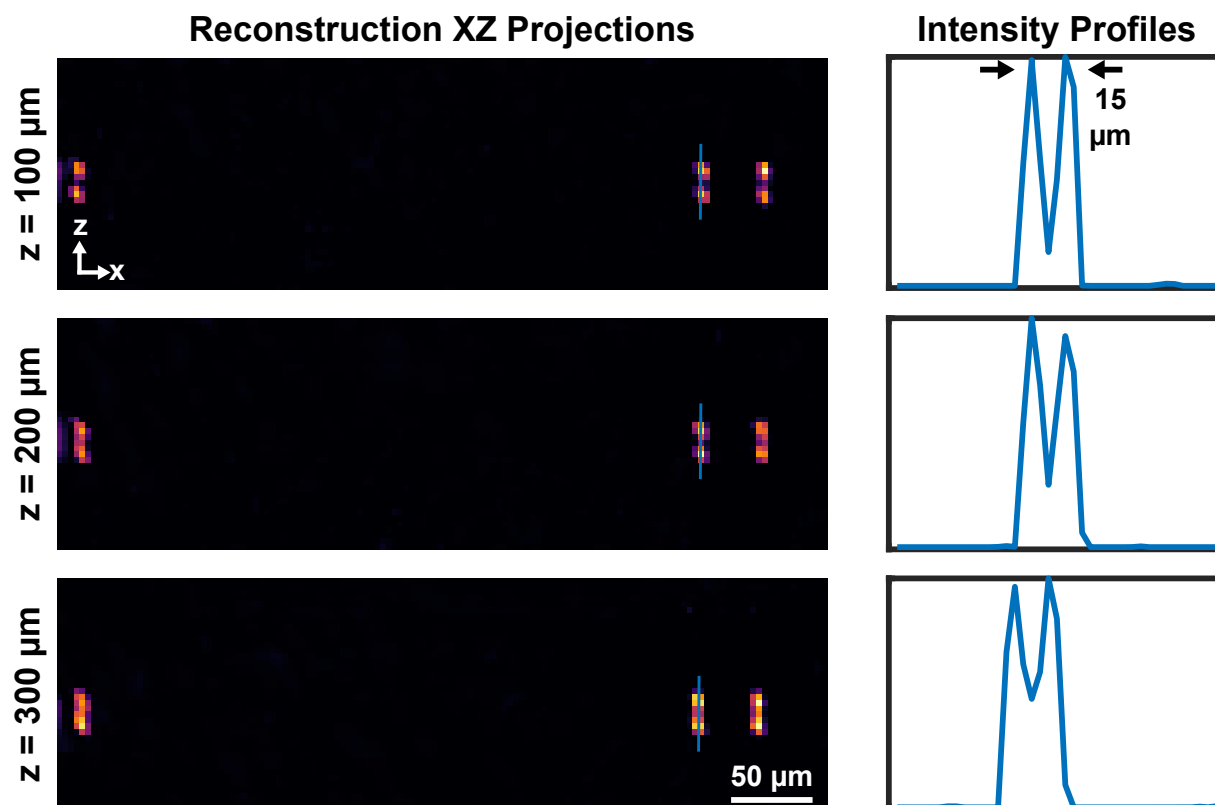 Reconstruction XZ Projections
Intensity Profiles
z = 100 µm
z
x
15
µm
z = 200 µm
z = 300 µm
50 µm